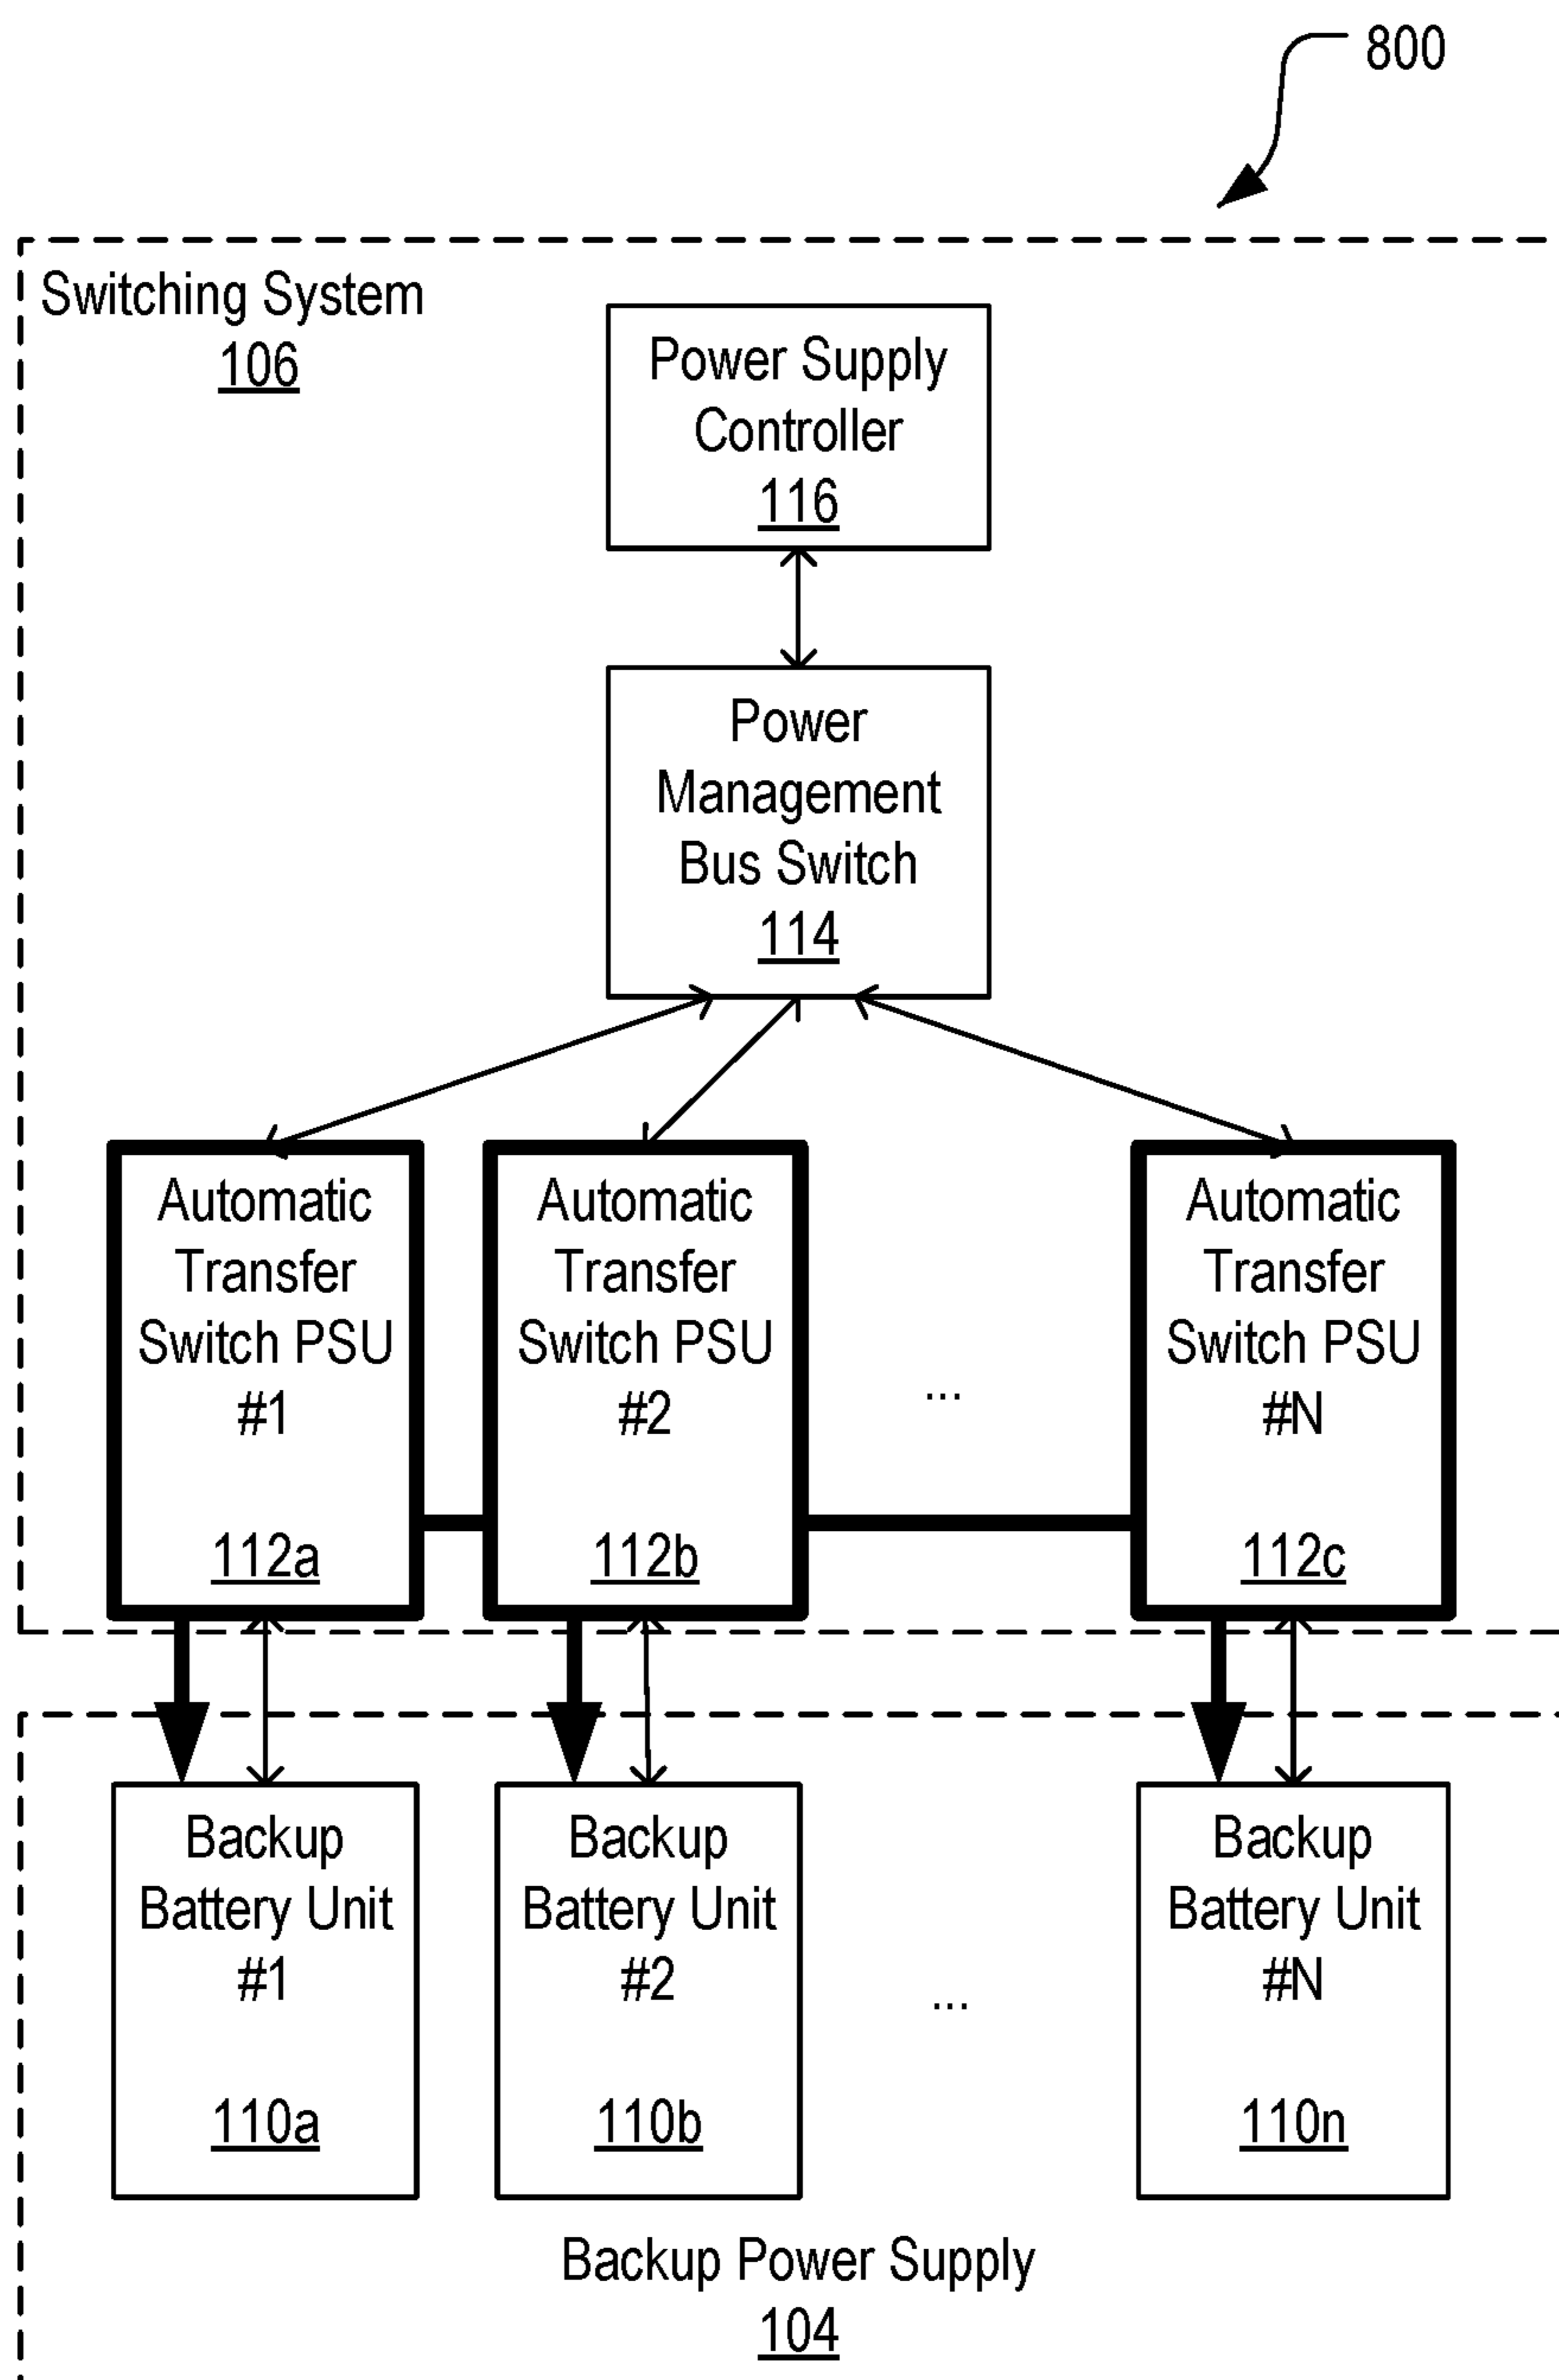 800
Switching System
106
Power Supply
Controller
116
Power
Management
Bus Switch
114
Automatic
Transfer
Switch PSU
#1
112a
Automatic
Transfer
Switch PSU
#2
112b
...
Automatic
Transfer
Switch PSU
#N
112c
Backup
Battery Unit
#1
110a
Backup
Battery Unit
#2
110b
...
Backup
Battery Unit
#N
110n
Backup Power Supply
104